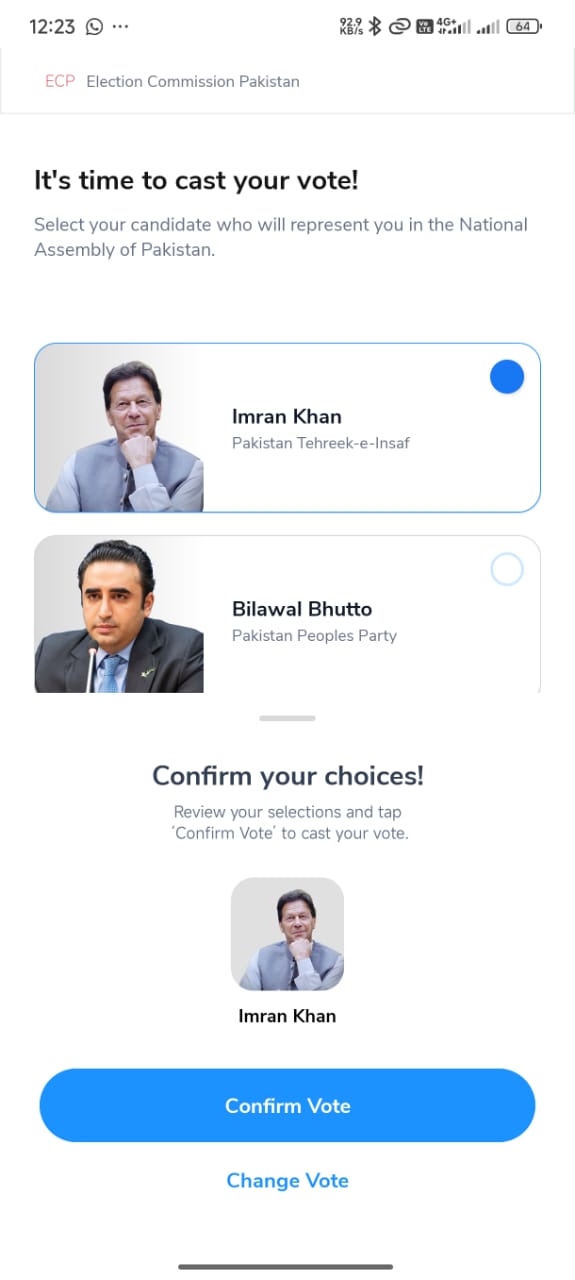 12:23 ...
92.9 KB/s Vo LTE 4G+ 64
ECP Election Commission Pakistan
It's time to cast your vote!
Select your candidate who will represent you in the National
Assembly of Pakistan.
Imran Khan
Pakistan Tehreek-e-Insaf
Bilawal Bhutto
Pakistan Peoples Party
Confirm your choices!
Review your selections and tap
'Confirm Vote' to cast your vote.
Imran Khan
Confirm Vote
Change Vote